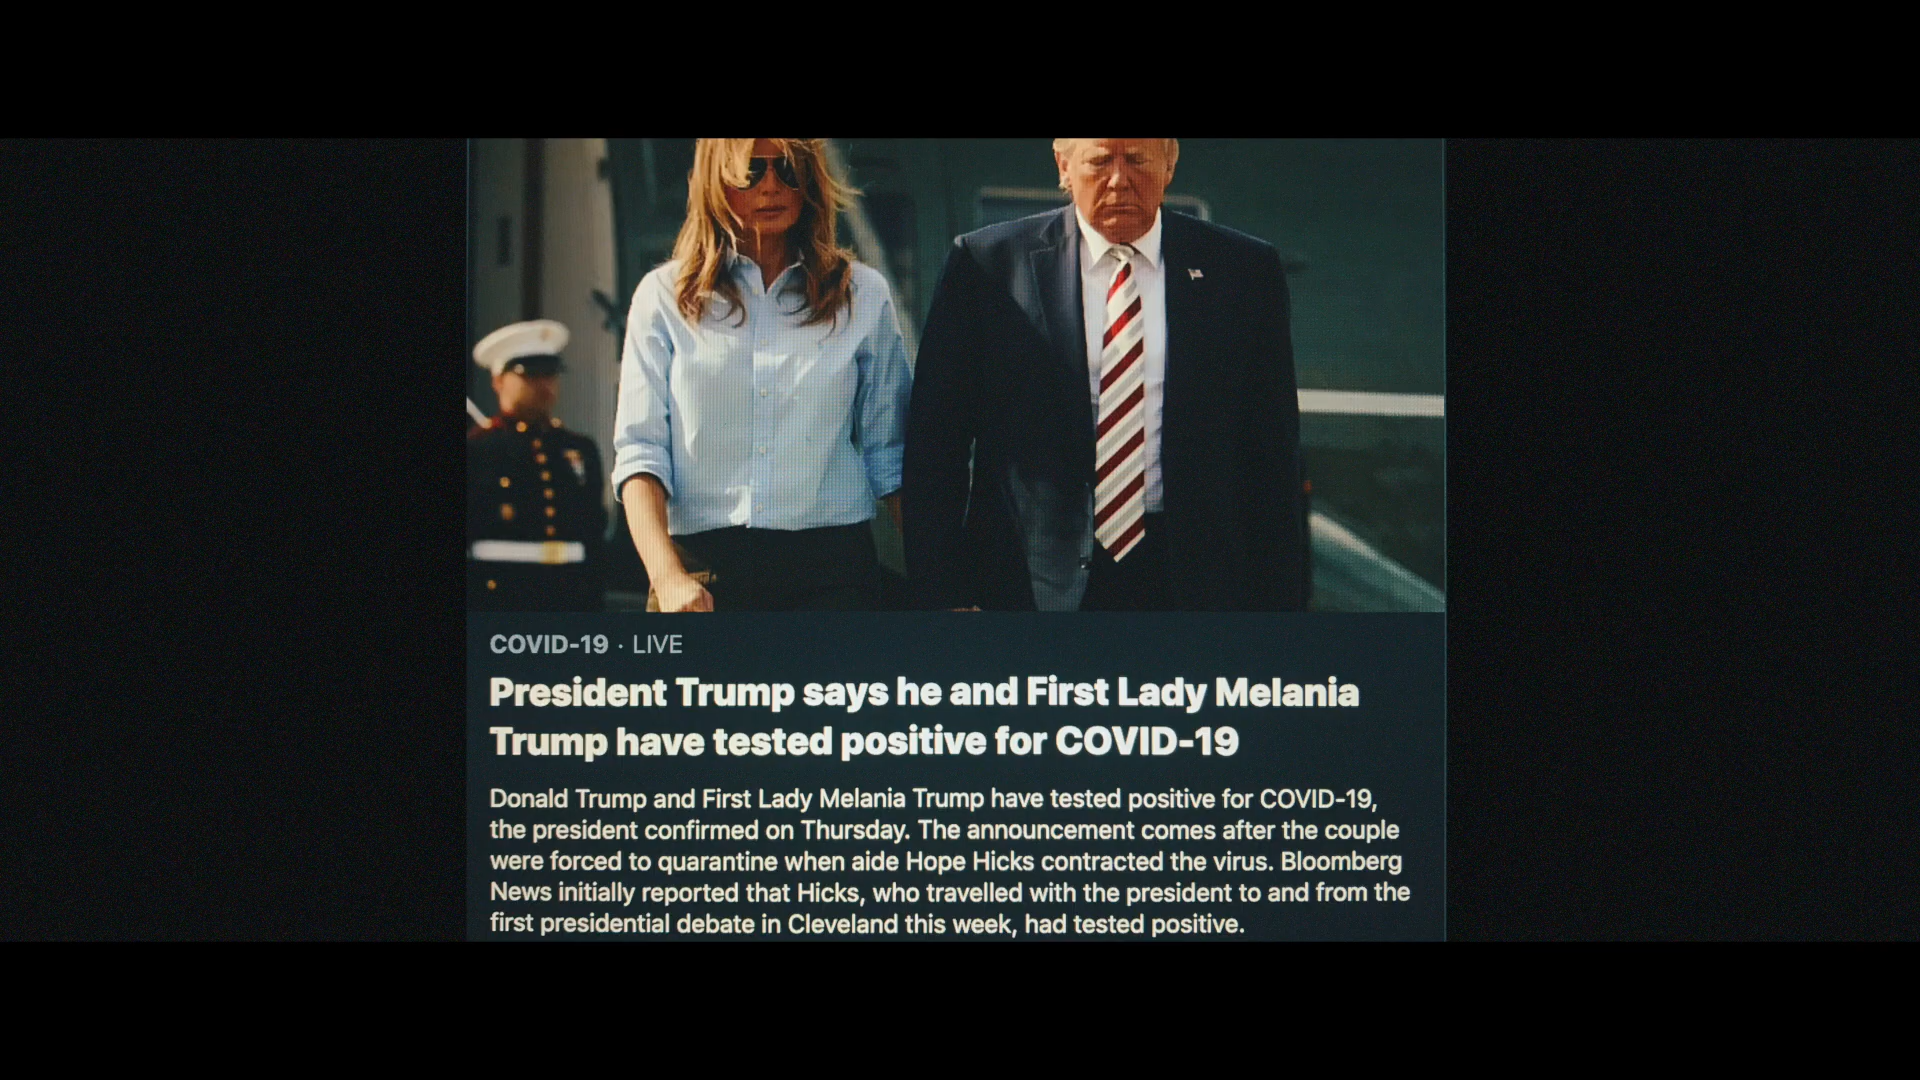 COVID-19 · LIVE
President Trump says he and First Lady Melania
Trump have tested positive for COVID-19
Donald Trump and First Lady Melania Trump have tested positive for COVID-19,
the president confirmed on Thursday. The announcement comes after the couple
were forced to quarantine when aide Hope Hicks contracted the virus. Bloomberg
News initially reported that Hicks, who travelled with the president to and from the
first presidential debate in Cleveland this week, had tested positive.